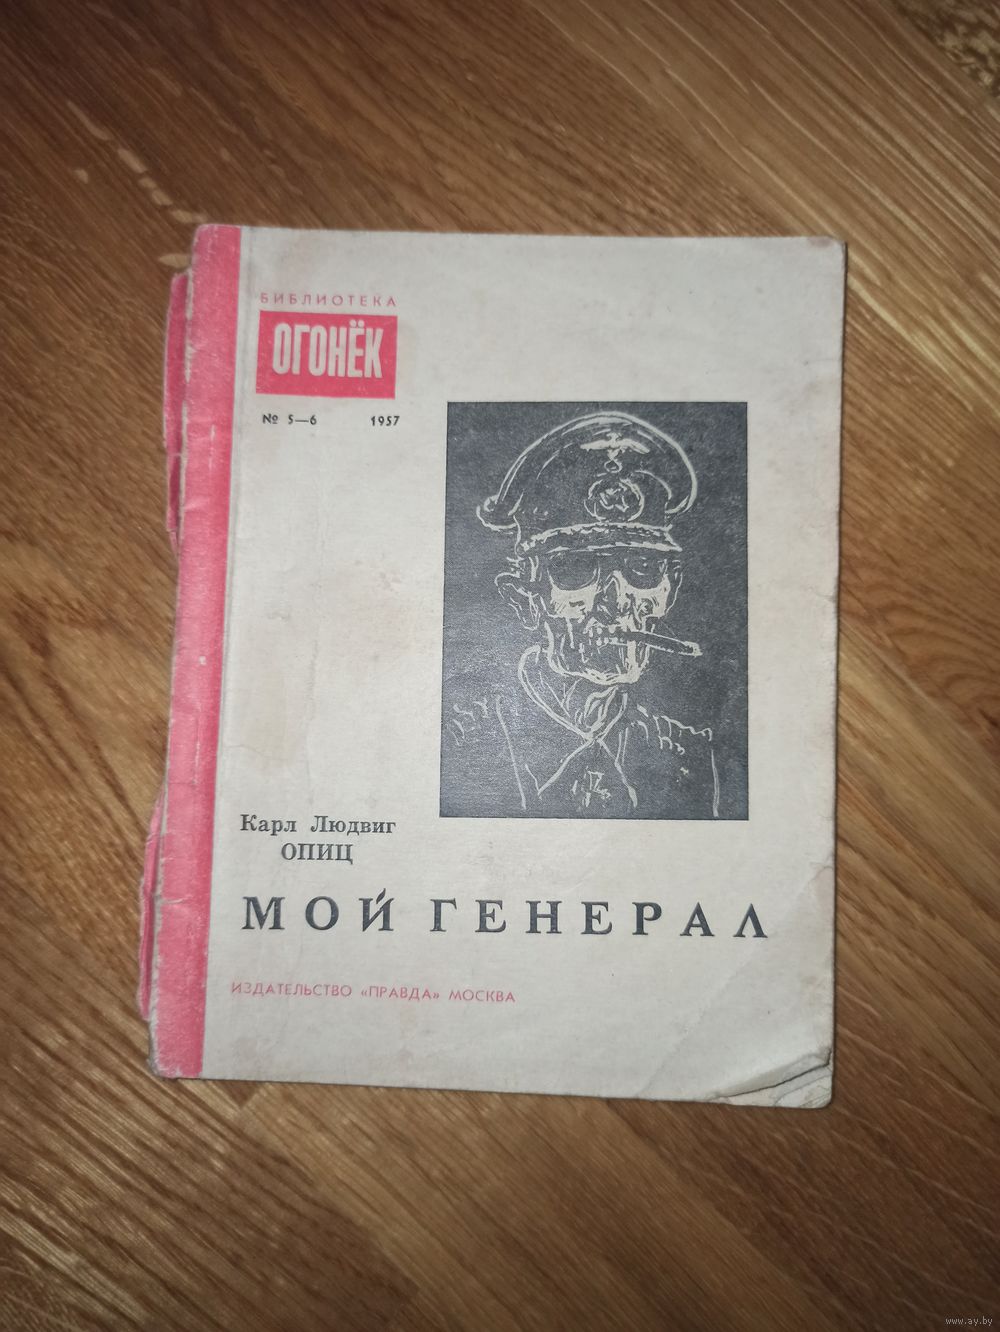 БИБЛИОТЕКА
ОГОНЁК
№ 5—6 1957
Карл Людвиг
ОПИЦ
МОЙ ГЕНЕРАЛ
ИЗДАТЕЛЬСТВО «ПРАВДА» МОСКВА
www.ay.by